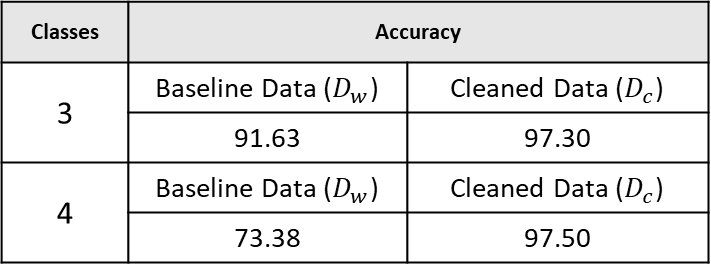 Classes Accuracy
3 Baseline Data (D_w) Cleaned Data (D_c)
91.63 97.30
4 Baseline Data (D_w) Cleaned Data (D_c)
73.38 97.50